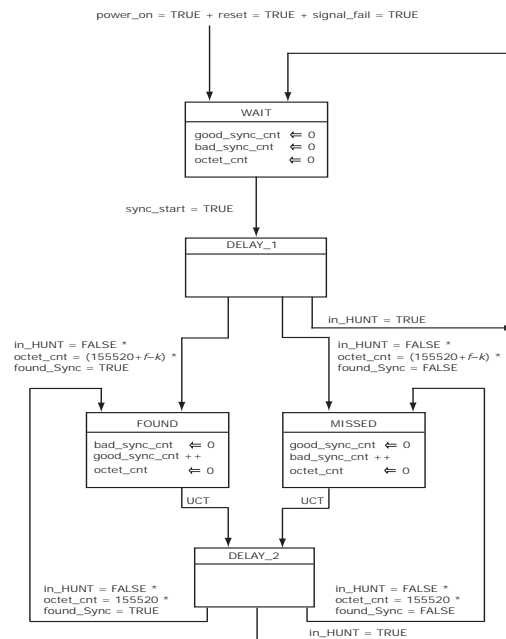 power_on = TRUE + reset = TRUE + signal_fail = TRUE
WAIT
good_sync_cnt ⇐ 0
bad_sync_cnt ⇐ 0
octet_cnt ⇐ 0
sync_start = TRUE
DELAY_1
in_HUNT = TRUE
in_HUNT = FALSE *
octet_cnt = (155520+f–k) *
found_Sync = TRUE
in_HUNT = FALSE *
octet_cnt = (155520+f–k) *
found_Sync = FALSE
FOUND
bad_sync_cnt ⇐ 0
good_sync_cnt ++
octet_cnt ⇐ 0
MISSED
good_sync_cnt ⇐ 0
bad_sync_cnt ++
octet_cnt ⇐ 0
UCT
UCT
DELAY_2
in_HUNT = FALSE *
octet_cnt = 155520 *
found_Sync = TRUE
in_HUNT = FALSE *
octet_cnt = 155520 *
found_Sync = FALSE
in_HUNT = TRUE